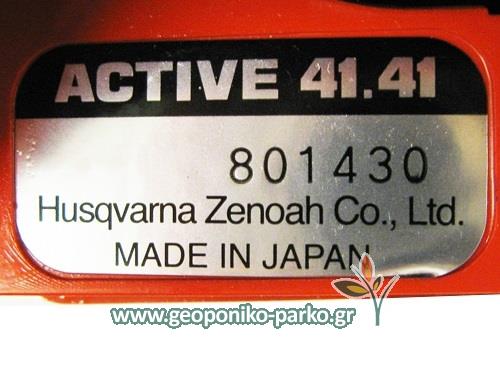 ACTIVE 41.41
801430
Husqvarna Zenoah Co., Ltd.
MADE IN JAPAN
www.geoponiko-parko.gr